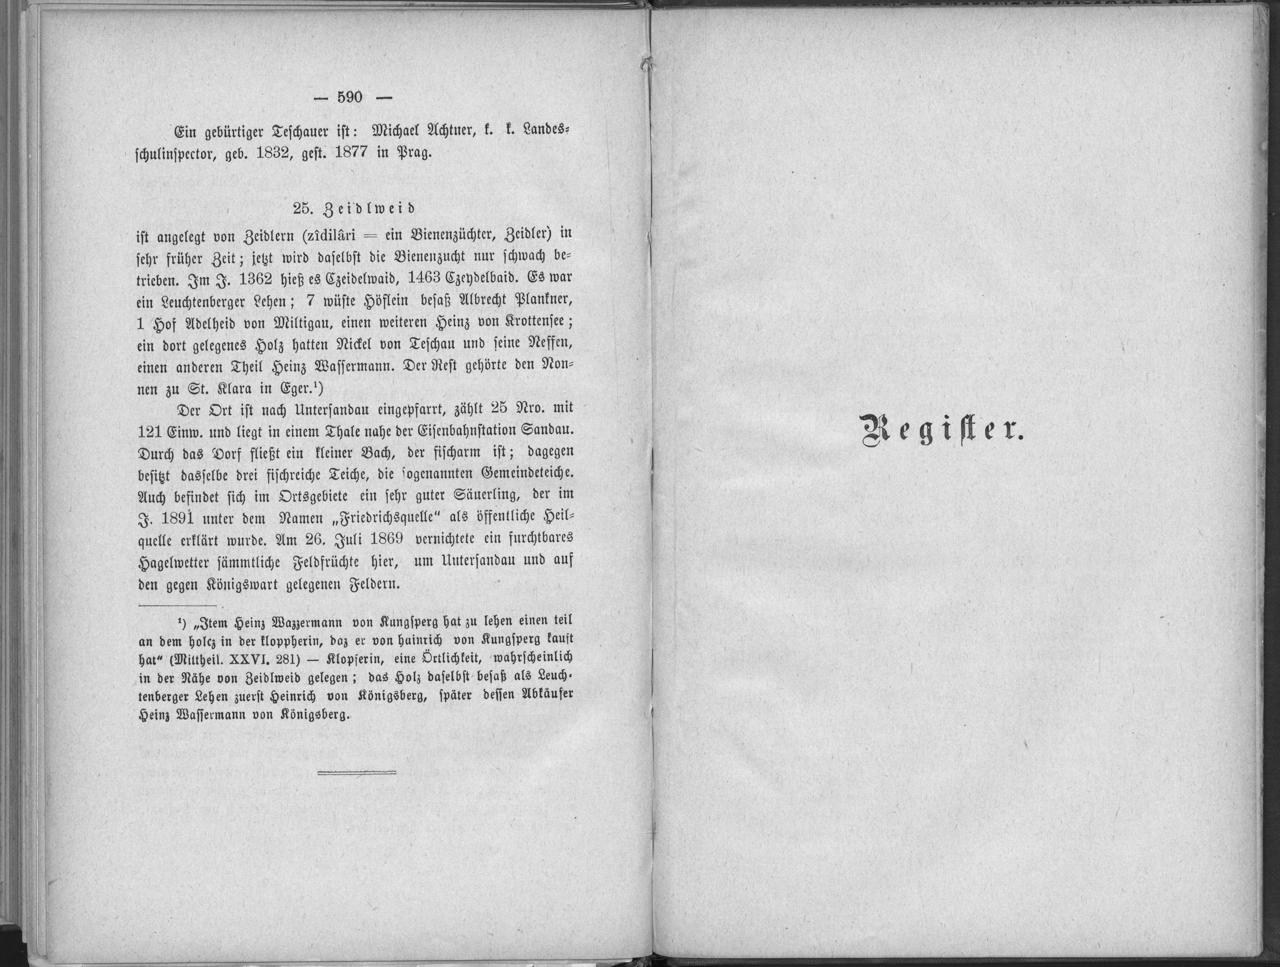 — 590 —
Ein gebürtiger Teschauer ist: Michael Achtner, k. k. Landes-
schulinspector, geb. 1832, gest. 1877 in Prag.
25. Zeidlweid
ist angelegt von Zeidlern (zîdilâri = ein Bienenzüchter, Zeidler) in
sehr früher Zeit; jetzt wird daselbst die Bienenzucht nur schwach be-
trieben. Im J. 1362 hieß es Czeidelwaid, 1463 Czeydelbaid. Es war
ein Leuchtenberger Lehen; 7 wüste Höflein besaß Albrecht Plankner,
1 Hof Adelheid von Miltigau, einen weiteren Heinz von Krottensee;
ein dort gelegenes Holz hatten Nickel von Teschau und seine Neffen,
einen anderen Theil Heinz Wassermann. Der Rest gehörte den Non-
nen zu St. Klara in Eger.¹)
Der Ort ist nach Untersandau eingepfarrt, zählt 25 Nro. mit
121 Einw. und liegt in einem Thale nahe der Eisenbahnstation Sandau.
Durch das Dorf fließt ein kleiner Bach, der fischarm ist; dagegen
besitzt dasselbe drei fischreiche Teiche, die sogenannten Gemeindeteiche.
Auch befindet sich im Ortsgebiete ein sehr guter Säuerling, der im
J. 1891 unter dem Namen „Friedrichsquelle“ als öffentliche Heil-
quelle erklärt wurde. Am 26. Juli 1869 vernichtete ein furchtbares
Hagelwetter sämmtliche Feldfrüchte hier, um Untersandau und auf
den gegen Königswart gelegenen Feldern.
¹) „Item Heinz Wazzermann von Kungsperg hat zu lehen einen teil
an dem holcz in der kloppherin, daz er von hainrich von Kungsperg kauft
hat“ (Mittheil. XXVI. 281) — Klopferin, eine Örtlichkeit, wahrscheinlich
in der Nähe von Zeidlweid gelegen; das Holz daselbst besaß als Leuch-
tenberger Lehen zuerst Heinrich von Königsberg, später dessen Abkäufer
Heinz Wassermann von Königsberg.
Register.